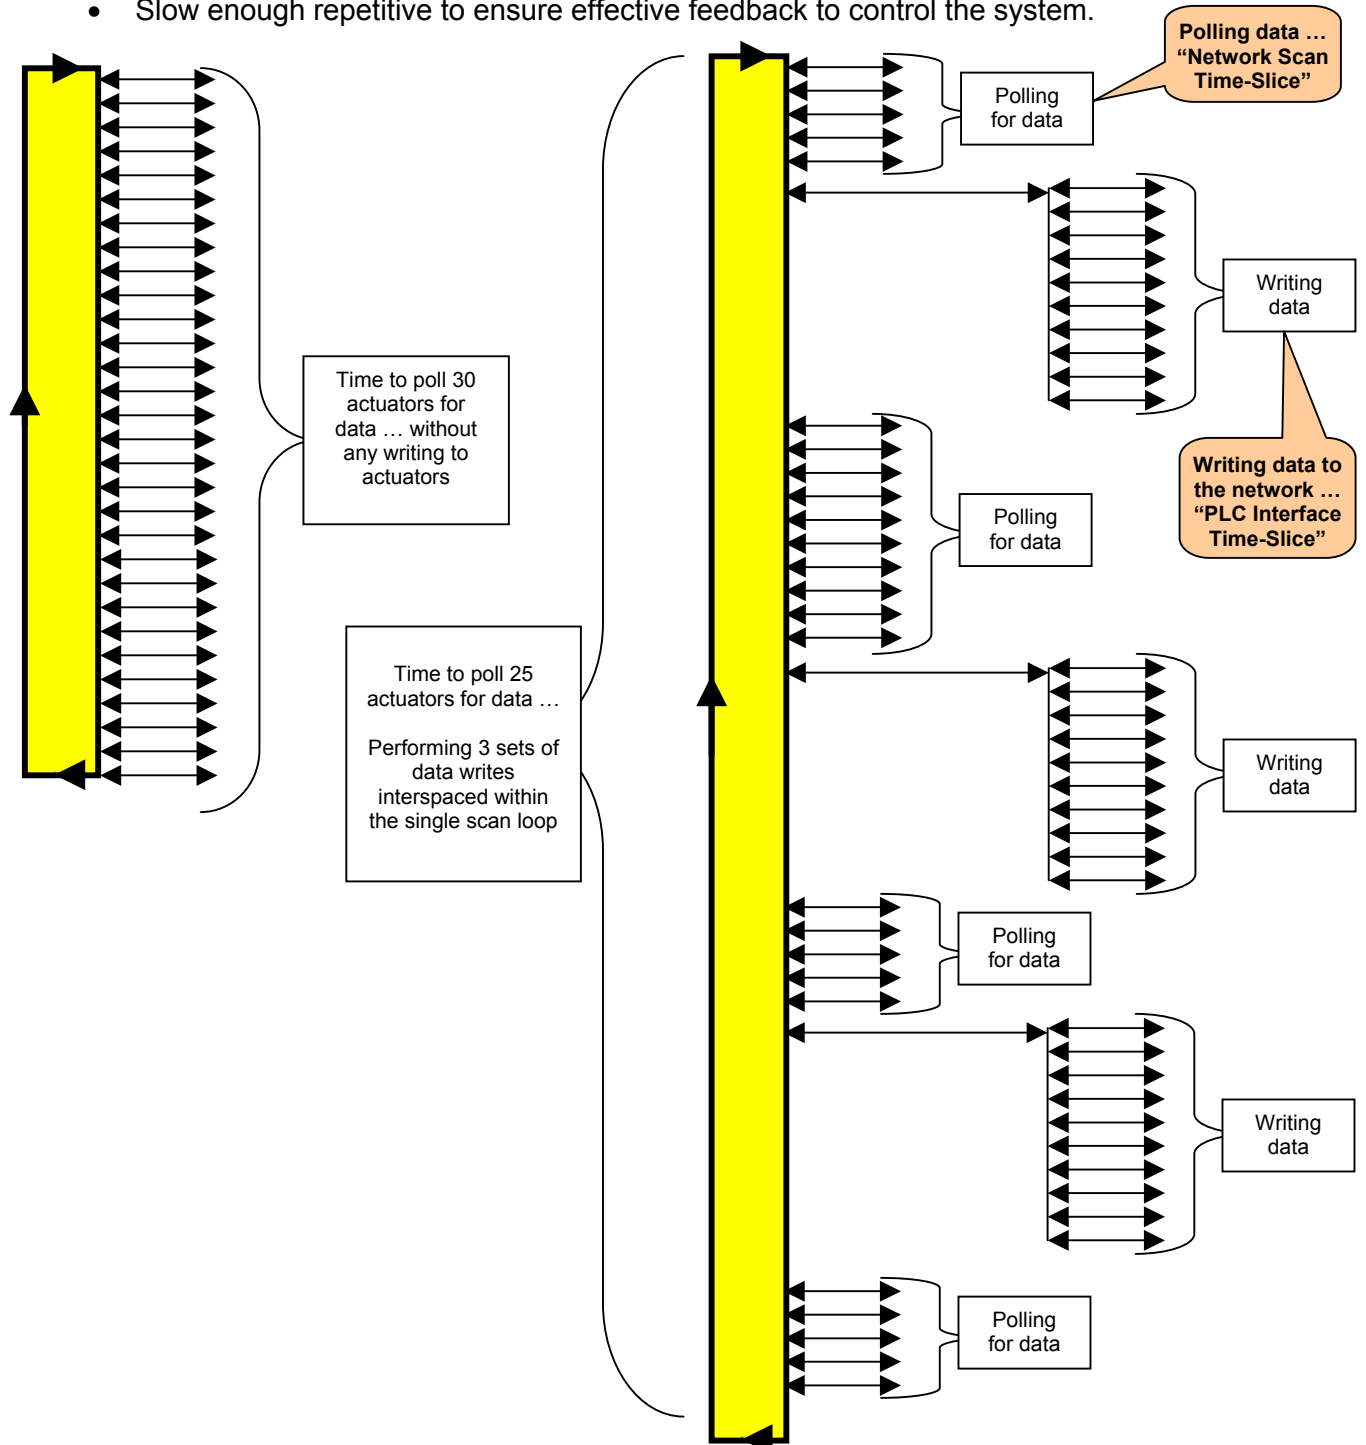 • Slow enough repetitive to ensure effective feedback to control the system.
Polling data …
“Network Scan
Time-Slice”
Polling
for data
Writing
data
Time to poll 30
actuators for
data … without
any writing to
actuators
Writing data to
the network …
“PLC Interface
Time-Slice”
Polling
for data
Time to poll 25
actuators for data …
Performing 3 sets of
data writes
interspaced within
the single scan loop
Writing
data
Polling
for data
Writing
data
Polling
for data